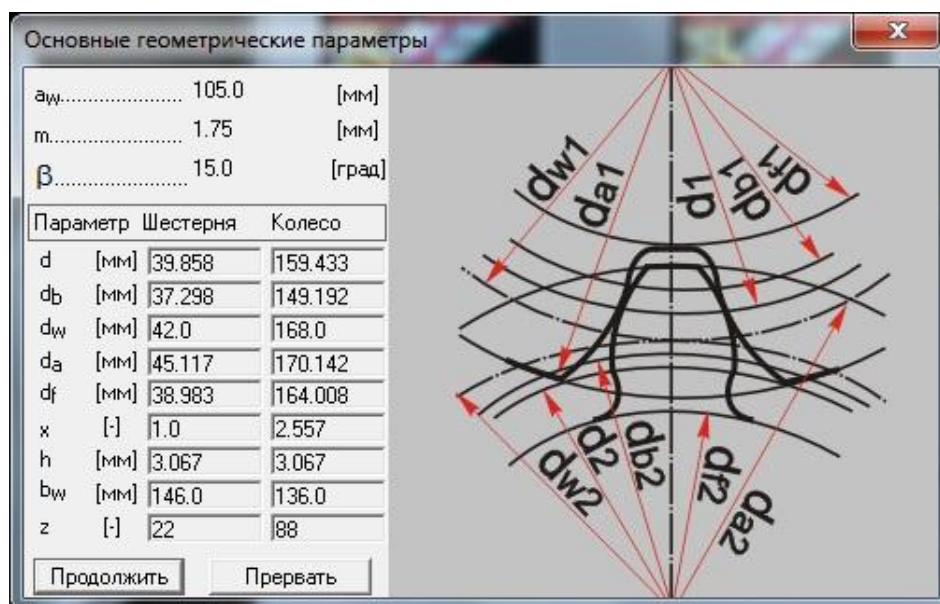 Основные геометрические параметры
x
aw..................... 105.0 [мм]
m...................... 1.75 [мм]
β...................... 15.0 [град]
Параметр Шестерня Колесо
d [мм] 39.858 159.433
db [мм] 37.298 149.192
dw [мм] 42.0 168.0
da [мм] 45.117 170.142
df [мм] 38.983 164.008
x [-] 1.0 2.557
h [мм] 3.067 3.067
bw [мм] 146.0 136.0
z [-] 22 88
Продолжить Прервать
dw1
da1
d1
db1
df1
dw2
d2
db2
df2
da2